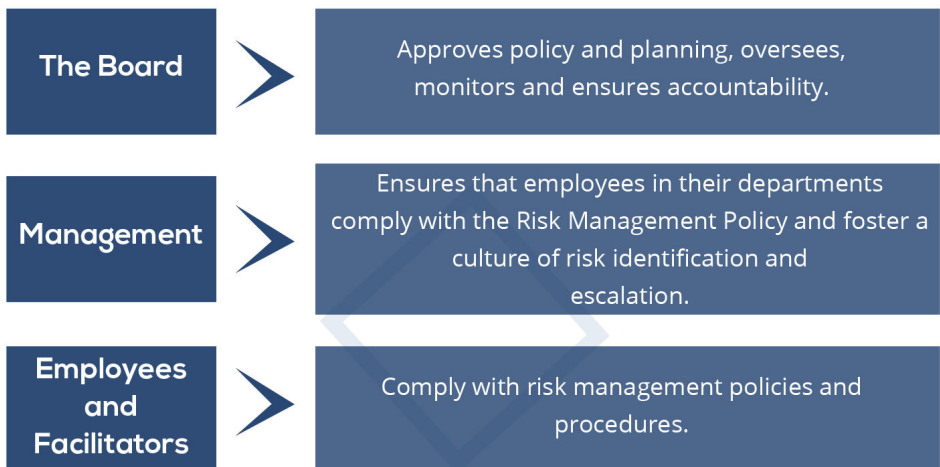 The Board
Approves policy and planning, oversees,
monitors and ensures accountability.
Management
Ensures that employees in their departments
comply with the Risk Management Policy and foster a
culture of risk identification and
escalation.
Employees
and
Facilitators
Comply with risk management policies and
procedures.